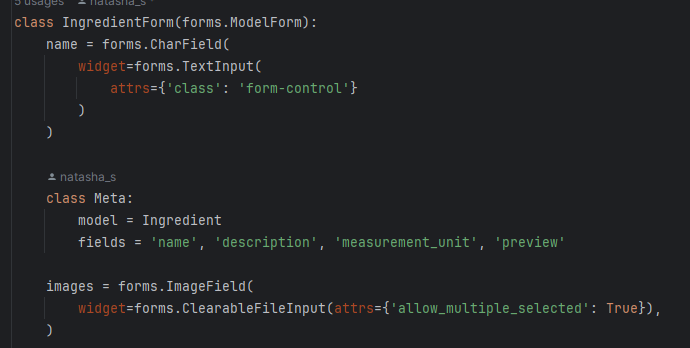 5 usages natasha_s
class IngredientForm(forms.ModelForm):
    name = forms.CharField(
        widget=forms.TextInput(
            attrs={'class': 'form-control'}
        )
    )
natasha_s
    class Meta:
        model = Ingredient
        fields = 'name', 'description', 'measurement_unit', 'preview'
    images = forms.ImageField(
        widget=forms.ClearableFileInput(attrs={'allow_multiple_selected': True}),
    )